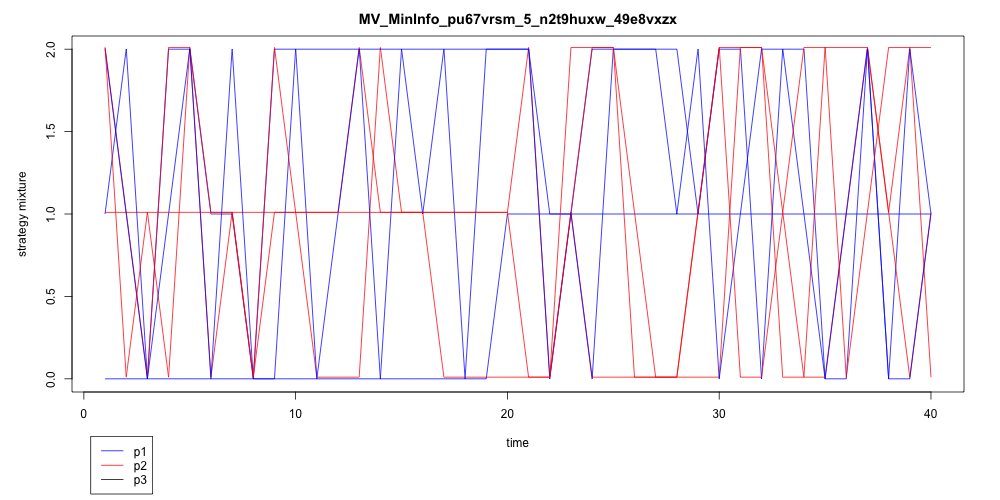 MV_MinInfo_pu67vrsm_5_n2t9huxw_49e8vxzx
strategy mixture
2.0
1.5
1.0
0.5
0.0
0 10 20 30 40
time
p1
p2
p3